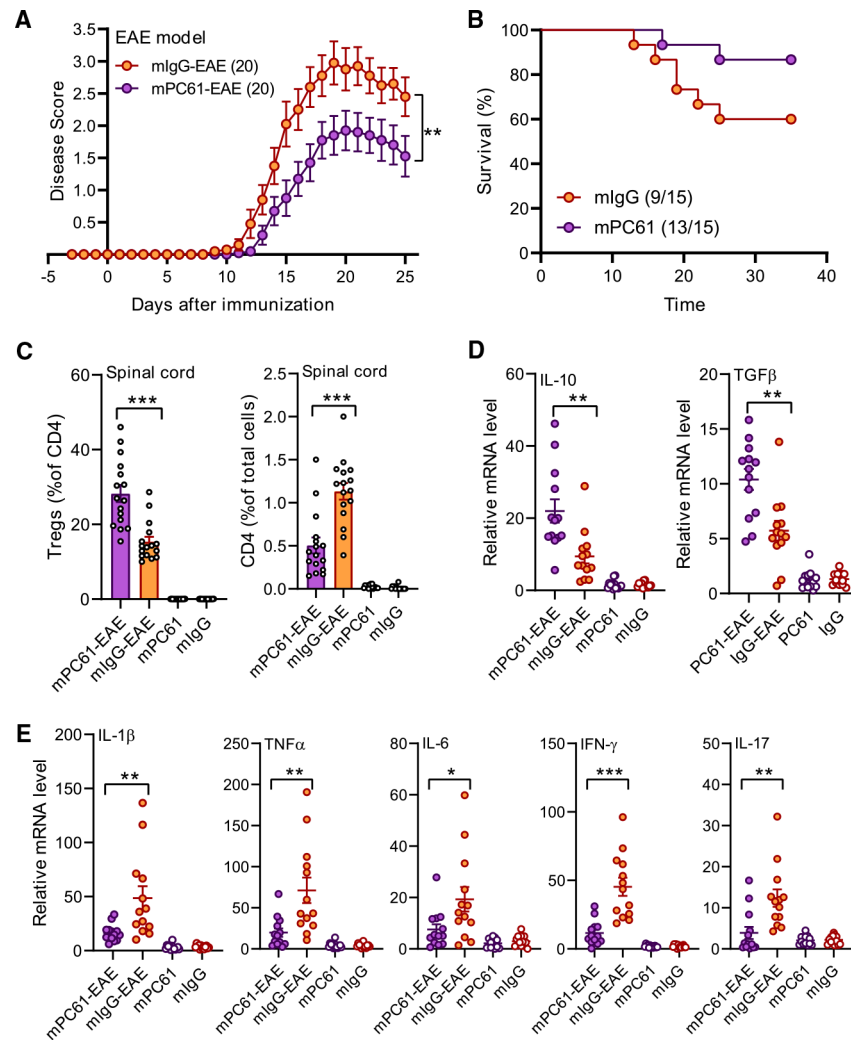 A
EAE model
mIgG-EAE (20)
mPC61-EAE (20)
Disease Score
3.5
3.0
2.5
2.0
1.5
1.0
0.5
**
-5
0
5
10
15
20
25
Days after immunization
B
Survival (%)
100
80
60
40
20
0
mIgG (9/15)
mPC61 (13/15)
0
10
20
30
40
Time
C
Spinal cord
***
Tregs (%of CD4)
60
40
20
0
mPC61-EAE
mIgG-EAE
mPC61
mIgG
Spinal cord
***
CD4 (%of total cells)
2.5
2.0
1.5
1.0
0.5
0.0
mPC61-EAE
mIgG-EAE
mPC61
mIgG
D
IL-10
**
Relative mRNA level
60
40
20
0
mPC61-EAE
mIgG-EAE
mPC61
mIgG
TGFβ
**
Relative mRNA level
20
15
10
5
0
PC61-EAE
IgG-EAE
PC61
IgG
E
IL-1β
**
Relative mRNA level
200
150
100
50
0
mPC61-EAE
mIgG-EAE
mPC61
mIgG
TNFα
**
250
200
150
100
50
0
mPC61-EAE
mIgG-EAE
mPC61
mIgG
IL-6
*
80
60
40
20
0
mPC61-EAE
mIgG-EAE
mPC61
mIgG
IFN-γ
***
150
100
50
0
mPC61-EAE
mIgG-EAE
mPC61
mIgG
IL-17
**
50
40
30
20
10
0
mPC61-EAE
mIgG-EAE
mPC61
mIgG